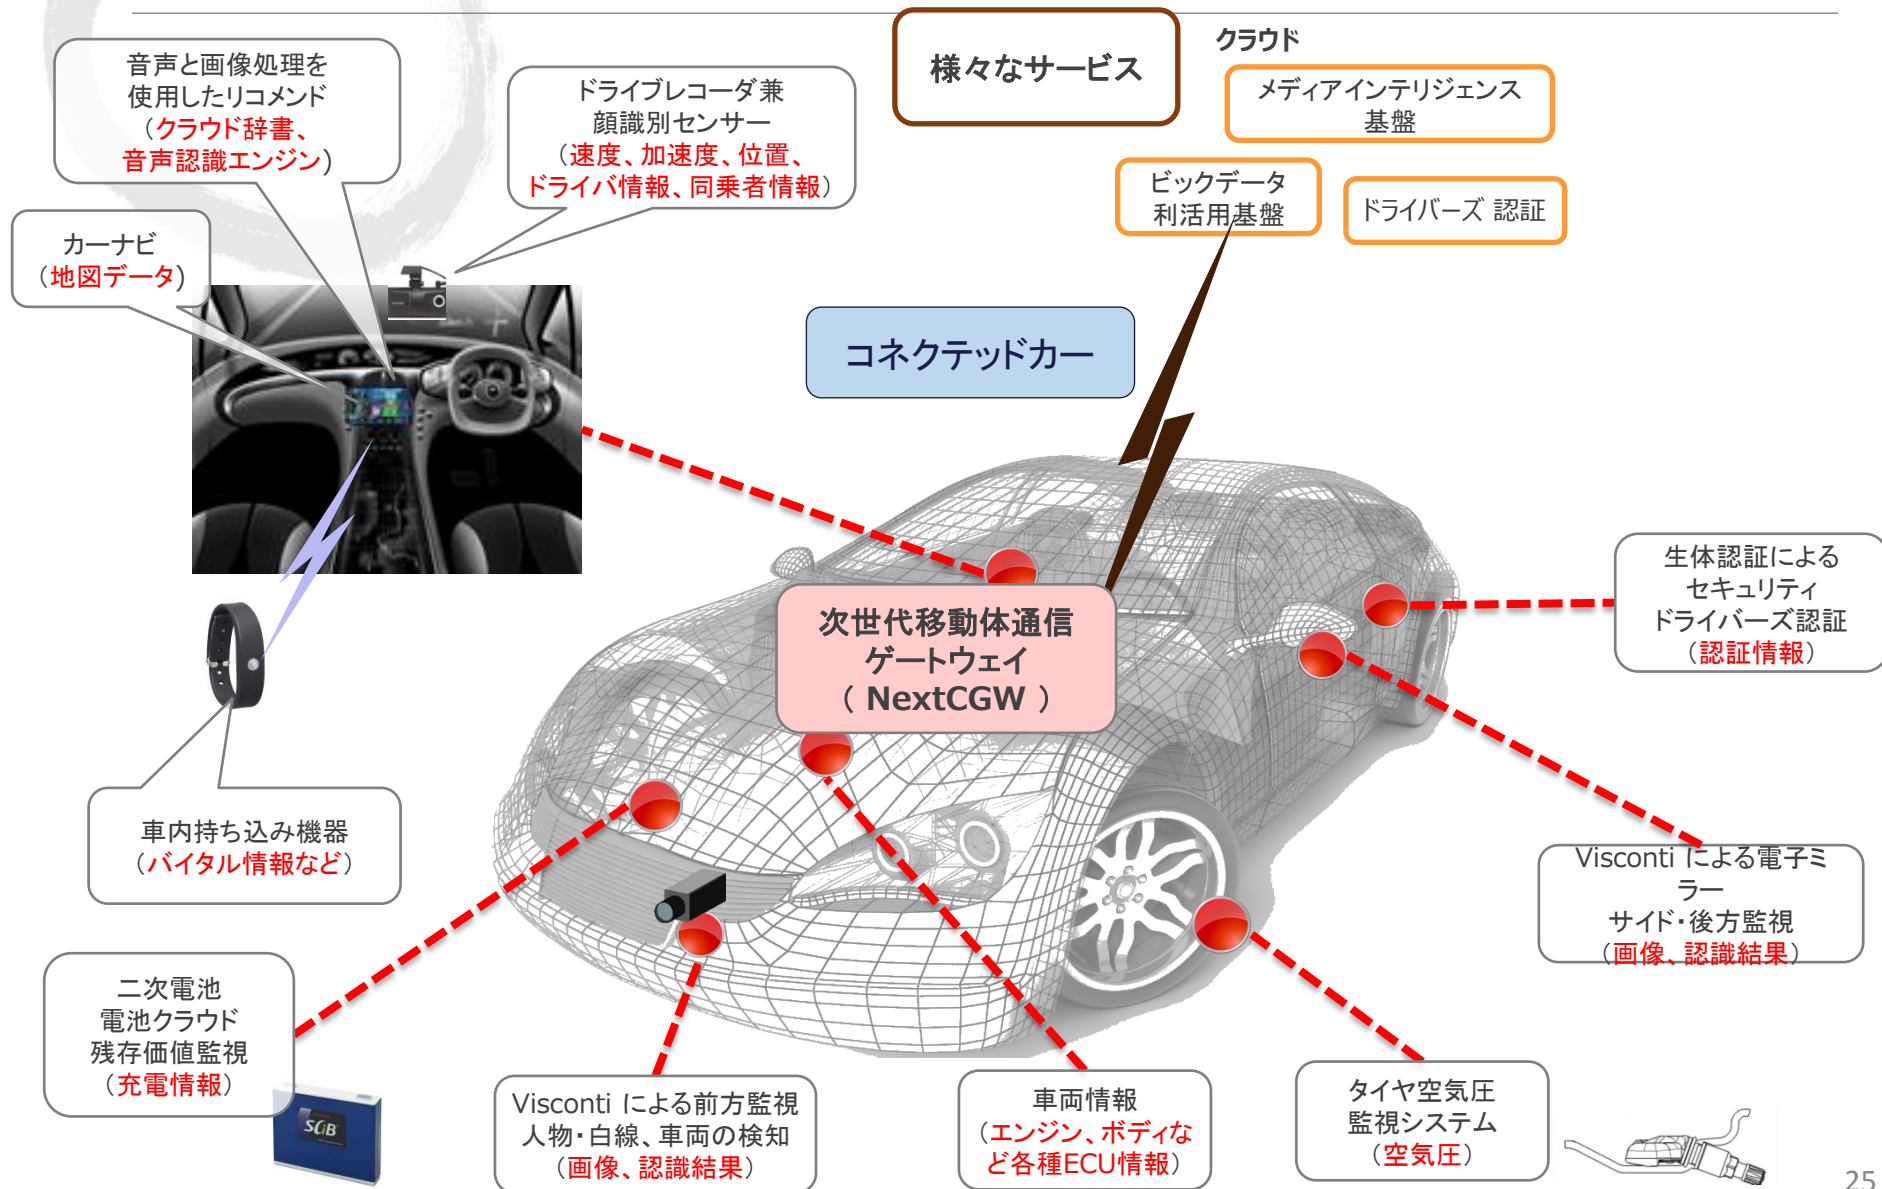 様々なサービス
クラウド
メディアインテリジェンス
基盤
ビックデータ
利活用基盤
ドライバーズ 認証
音声と画像処理を
使用したリコメンド
（クラウド辞書、
音声認識エンジン）
ドライブレコーダ兼
顔識別センサー
（速度、加速度、位置、
ドライバ情報、同乗者情報）
カーナビ
（地図データ）
コネクテッドカー
次世代移動体通信
ゲートウェイ
（ NextCGW ）
生体認証による
セキュリティ
ドライバーズ認証
（認証情報）
車内持ち込み機器
（バイタル情報など）
Visconti による電子ミ
ラー
サイド・後方監視
（画像、認識結果）
二次電池
電池クラウド
残存価値監視
（充電情報）
SCiB
Visconti による前方監視
人物・白線、車両の検知
（画像、認識結果）
車両情報
（エンジン、ボディな
ど各種ECU情報）
タイヤ空気圧
監視システム
（空気圧）
25